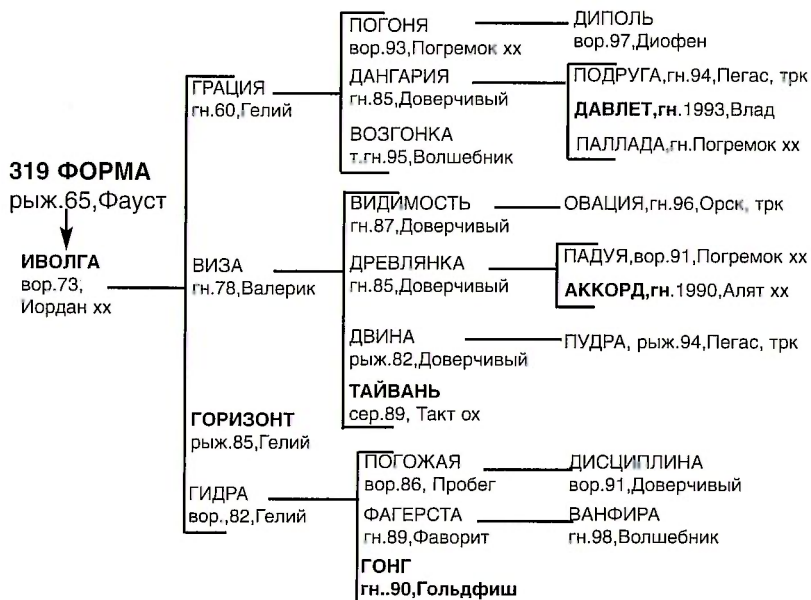 ПОГОНЯ
вор.93,Погремок хх
ДИПОЛЬ
вор.97,Диофен
ГРАЦИЯ
гн.60,Гелий
ДАНГАРИЯ
гн.85,Доверчивый
ПОДРУГА,гн.94,Пегас, трк
ДАВЛЕТ,гн.1993,Влад
ПАЛЛАДА,гн.Погремок хх
ВОЗГОНКА
т.гн.95,Волшебник
319 ФОРМА
рыж.65,Фауст
ИВОЛГА
вор.73,
Иордан хх
ВИДИМОСТЬ
гн.87,Доверчивый
ОВАЦИЯ,гн.96,Орск, трк
ВИЗА
гн.78,Валерик
ДРЕВЛЯНКА
гн.85,Доверчивый
ПАДУЯ,вор.91,Погремок хх
АККОРД,гн.1990,Алят хх
ДВИНА
рыж.82,Доверчивый
ПУДРА, рыж.94,Пегас, трк
ТАЙВАНЬ
сер.89, Такт ох
ГОРИЗОНТ
рыж.85,Гелий
ГИДРА
вор.,82,Гелий
ПОГОЖАЯ
вор.86, Пробег
ДИСЦИПЛИНА
вор.91,Доверчивый
ФАГЕРСТА
гн.89,Фаворит
ВАНФИРА
гн.98,Волшебник
ГОНГ
гн..90,Гольдфиш